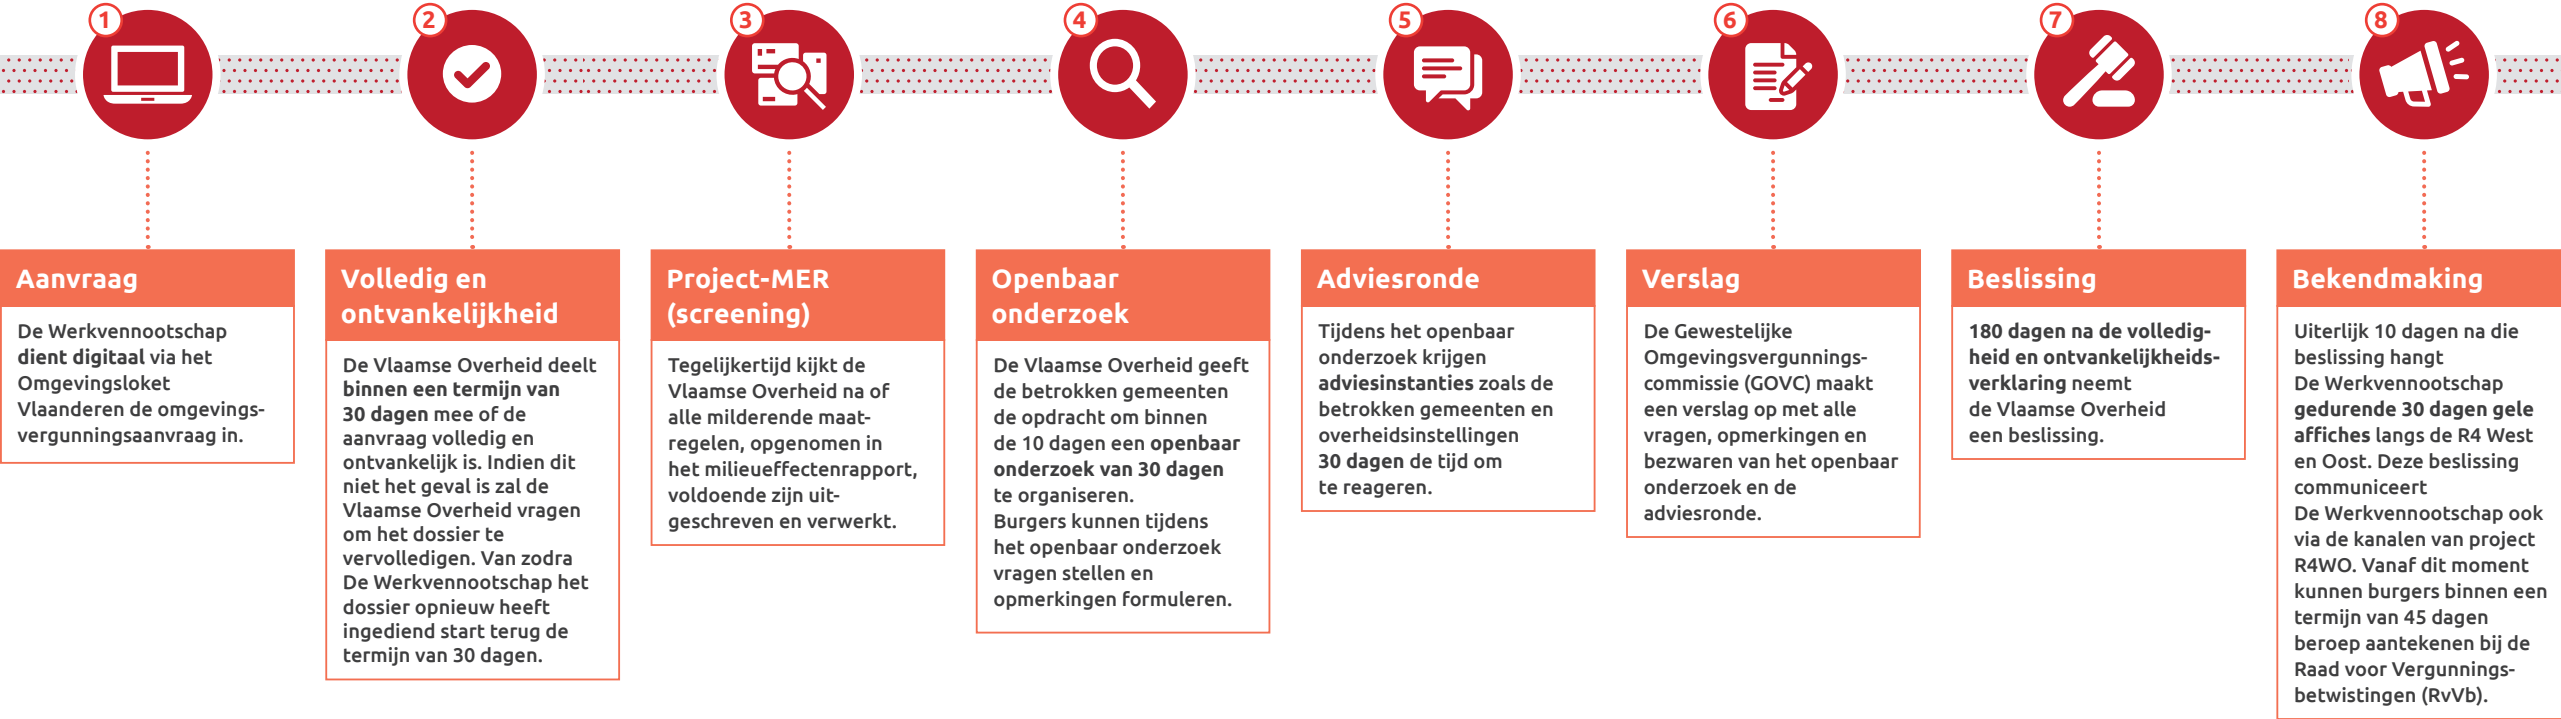 1
Aanvraag
De Werkvennootschap
dient digitaal via het
Omgevingsloket
Vlaanderen de omgevings-
vergunningsaanvraag in.
2
Volledig en
ontvankelijkheid
De Vlaamse Overheid deelt
binnen een termijn van
30 dagen mee of de
aanvraag volledig en
ontvankelijk is. Indien dit
niet het geval is zal de
Vlaamse Overheid vragen
om het dossier te
vervolledigen. Van zodra
De Werkvennootschap het
dossier opnieuw heeft
ingediend start terug de
termijn van 30 dagen.
3
Project-MER
(screening)
Tegelijkertijd kijkt de
Vlaamse Overheid na of
alle milderende maat-
regelen, opgenomen in
het milieueffectenrapport,
voldoende zijn uit-
geschreven en verwerkt.
4
Openbaar
onderzoek
De Vlaamse Overheid geeft
de betrokken gemeenten
de opdracht om binnen
de 10 dagen een openbaar
onderzoek van 30 dagen
te organiseren.
Burgers kunnen tijdens
het openbaar onderzoek
vragen stellen en
opmerkingen formuleren.
5
Adviesronde
Tijdens het openbaar
onderzoek krijgen
adviesinstanties zoals de
betrokken gemeenten en
overheidsinstellingen
30 dagen de tijd om
te reageren.
6
Verslag
De Gewestelijke
Omgevingsvergunnings-
commissie (GOVC) maakt
een verslag op met alle
vragen, opmerkingen en
bezwaren van het openbaar
onderzoek en de
adviesronde.
7
Beslissing
180 dagen na de volledig-
heid en ontvankelijkheids-
verklaring neemt
de Vlaamse Overheid
een beslissing.
8
Bekendmaking
Uiterlijk 10 dagen na die
beslissing hangt
De Werkvennootschap
gedurende 30 dagen gele
affiches langs de R4 West
en Oost. Deze beslissing
communiceert
De Werkvennootschap ook
via de kanalen van project
R4WO. Vanaf dit moment
kunnen burgers binnen een
termijn van 45 dagen
beroep aantekenen bij de
Raad voor Vergunnings-
betwistingen (RvVb).